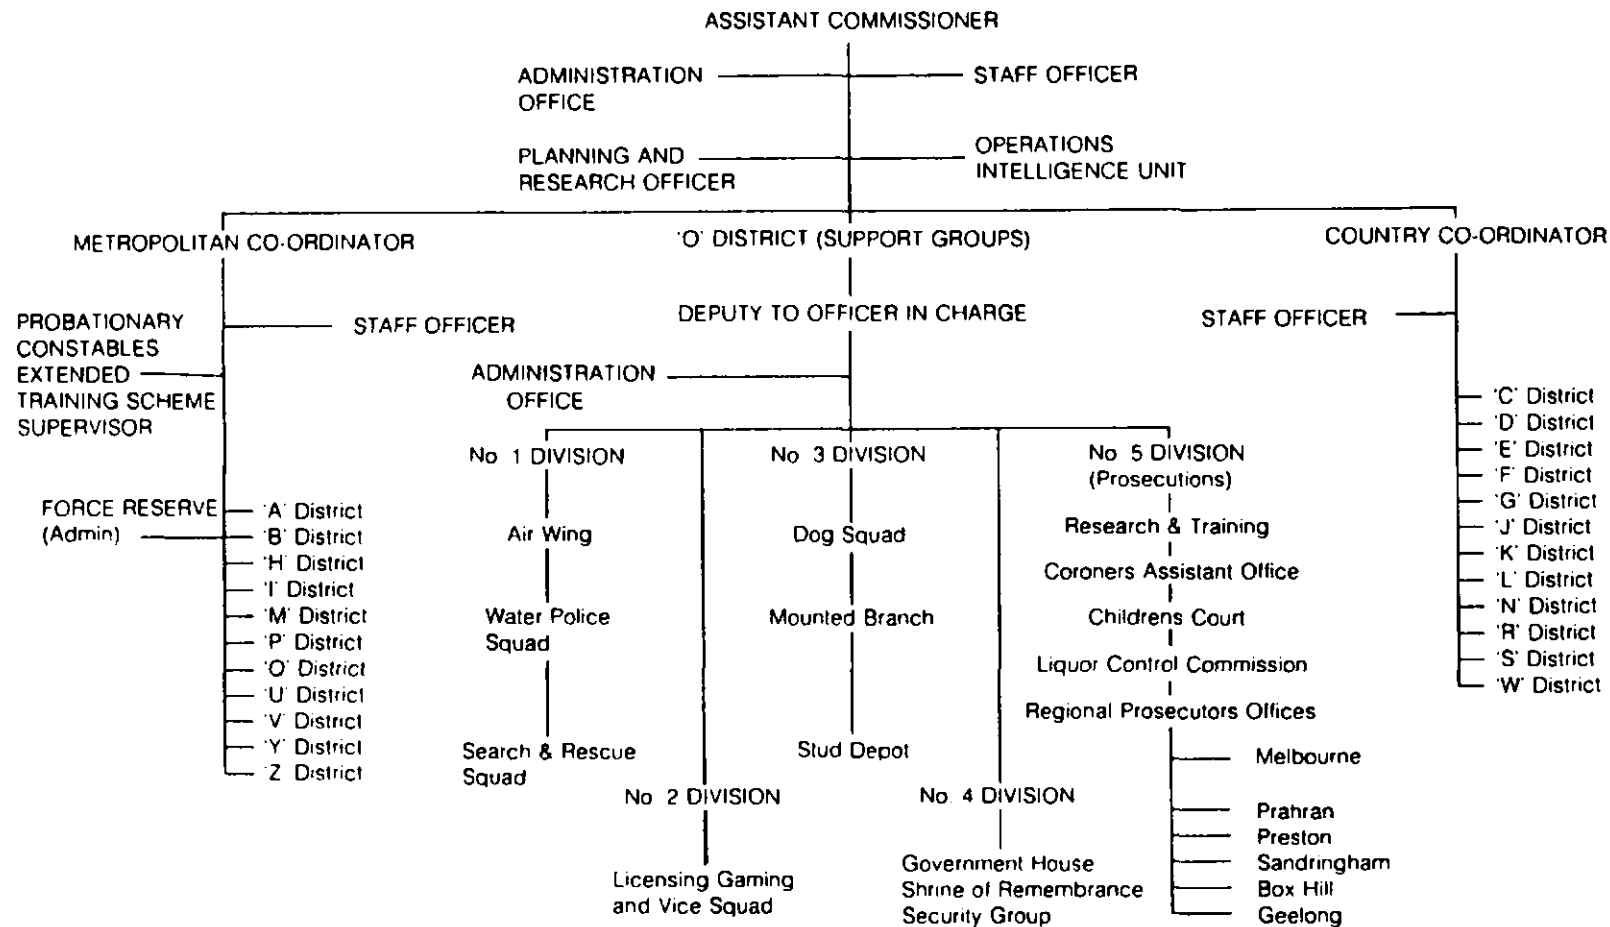 ASSISTANT COMMISSIONER
ADMINISTRATION
OFFICE
STAFF OFFICER
PLANNING AND
RESEARCH OFFICER
OPERATIONS
INTELLIGENCE UNIT
METROPOLITAN CO-ORDINATOR
'O' DISTRICT (SUPPORT GROUPS)
COUNTRY CO-ORDINATOR
PROBATIONARY
CONSTABLES
EXTENDED
TRAINING SCHEME
SUPERVISOR
STAFF OFFICER
DEPUTY TO OFFICER IN CHARGE
STAFF OFFICER
ADMINISTRATION
OFFICE
FORCE RESERVE
(Admin)
'A' District
'B' District
'H' District
'I' District
'M' District
'P' District
'O' District
'U' District
'V' District
'Y' District
'Z' District
No. 1 DIVISION
Air Wing
Water Police
Squad
Search & Rescue
Squad
No. 2 DIVISION
Licensing Gaming
and Vice Squad
No. 3 DIVISION
Dog Squad
Mounted Branch
Stud Depot
No. 4 DIVISION
Government House
Shrine of Remembrance
Security Group
No. 5 DIVISION
(Prosecutions)
Research & Training
Coroners Assistant Office
Childrens Court
Liquor Control Commission
Regional Prosecutors Offices
Melbourne
Prahran
Preston
Sandringham
Box Hill
Geelong
'C' District
'D' District
'E' District
'F' District
'G' District
'J' District
'K' District
'L' District
'N' District
'R' District
'S' District
'W' District